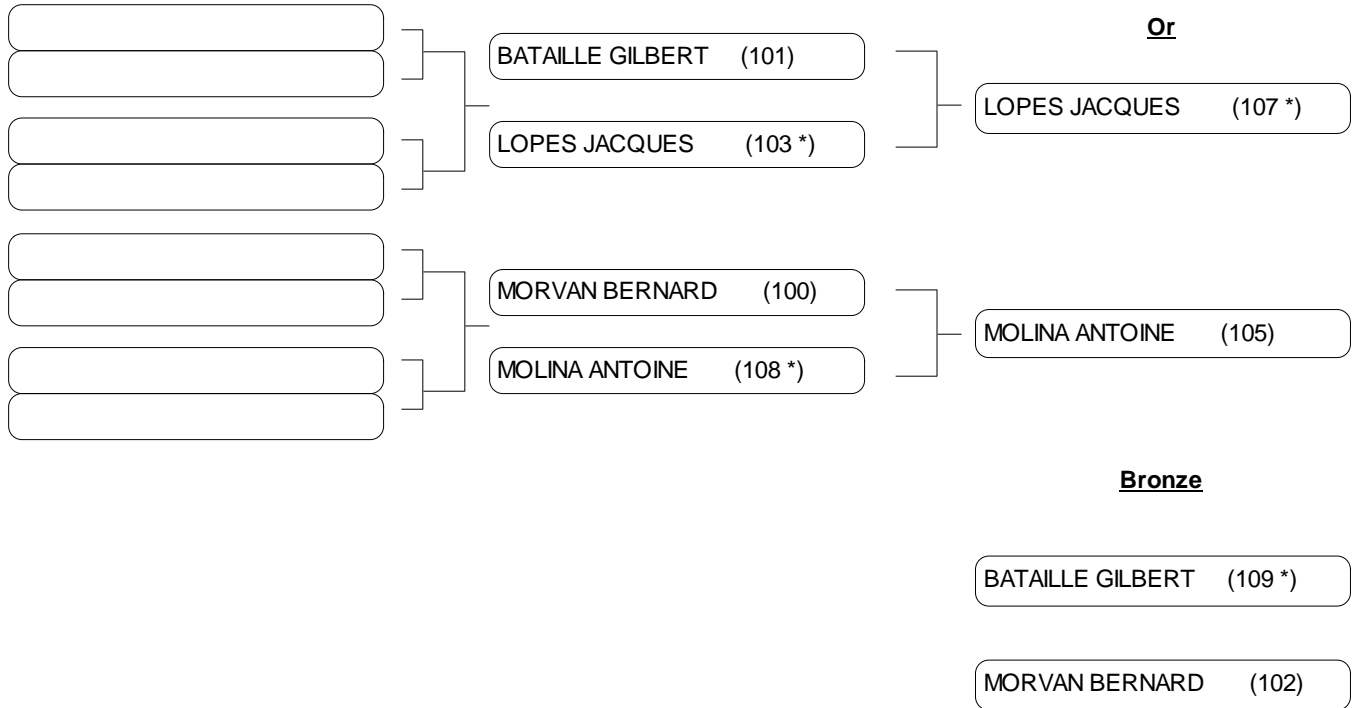 Or
BATAILLE GILBERT (101)
LOPES JACQUES (107 *)
LOPES JACQUES (103 *)
MORVAN BERNARD (100)
MOLINA ANTOINE (105)
MOLINA ANTOINE (108 *)
Bronze
BATAILLE GILBERT (109 *)
MORVAN BERNARD (102)